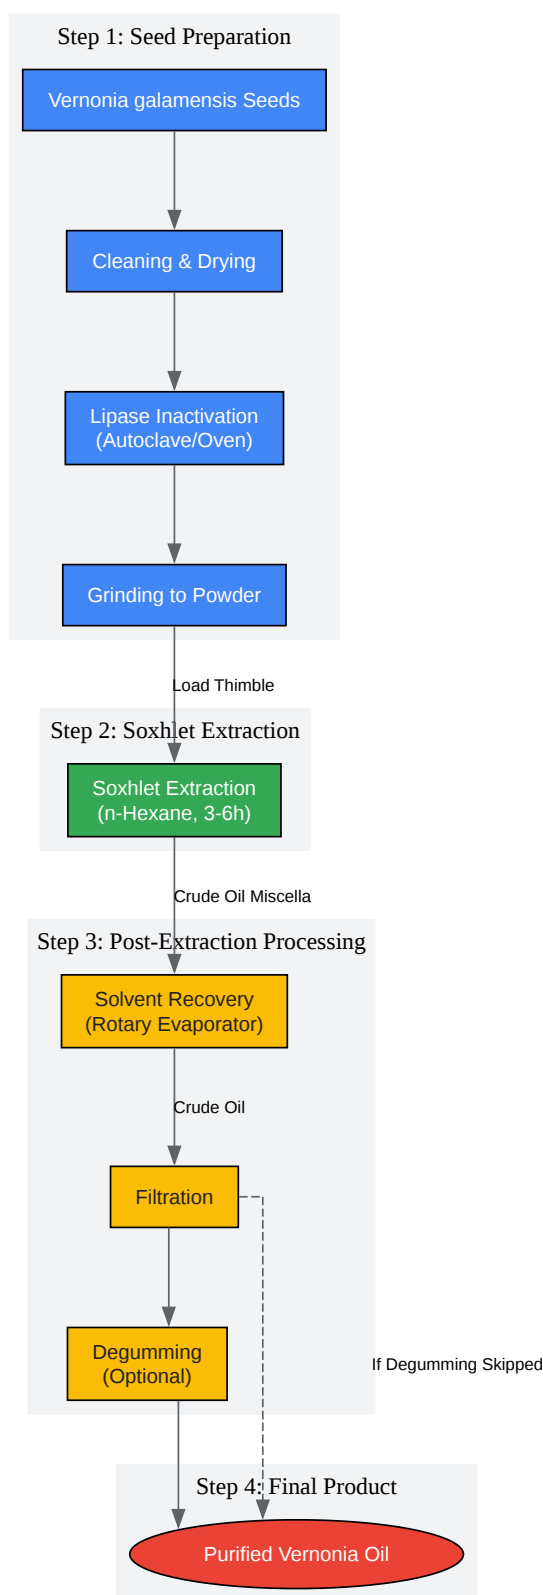 Step 1: Seed Preparation
Vernonia galamensis Seeds
Cleaning & Drying
Lipase Inactivation
(Autoclave/Oven)
Grinding to Powder
Load Thimble
Step 2: Soxhlet Extraction
Soxhlet Extraction
(n-Hexane, 3-6h)
Crude Oil Miscella
Step 3: Post-Extraction Processing
Solvent Recovery
(Rotary Evaporator)
Crude Oil
Filtration
Degumming
(Optional)
If Degumming Skipped
Step 4: Final Product
Purified Vernonia Oil